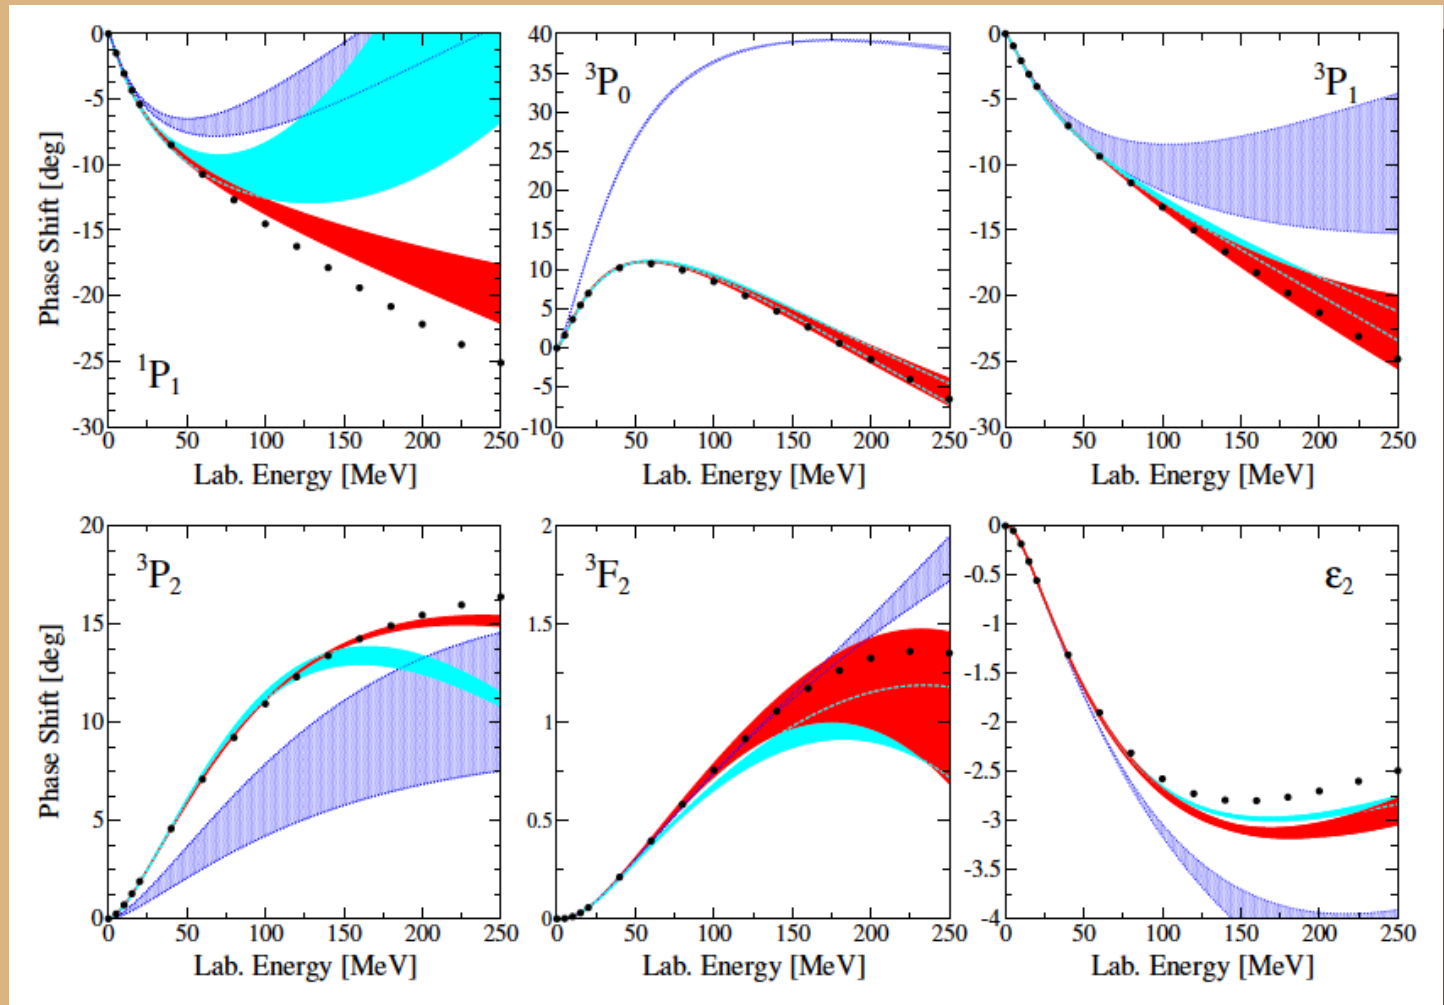 Phase Shift [deg]
0
-5
-10
-15
-20
-25
-30
¹P₁
0 50 100 150 200 250
Lab. Energy [MeV]
40
35
30
25
20
15
10
5
0
-5
-10
³P₀
0 50 100 150 200 250
Lab. Energy [MeV]
0
-5
-10
-15
-20
-25
-30
³P₁
0 50 100 150 200 250
Lab. Energy [MeV]
Phase Shift [deg]
20
15
10
5
0
³P₂
0 50 100 150 200 250
Lab. Energy [MeV]
2
1.5
1
0.5
0
³F₂
0 50 100 150 200 250
Lab. Energy [MeV]
0
-0.5
-1
-1.5
-2
-2.5
-3
-3.5
-4
ε₂
0 50 100 150 200 250
Lab. Energy [MeV]